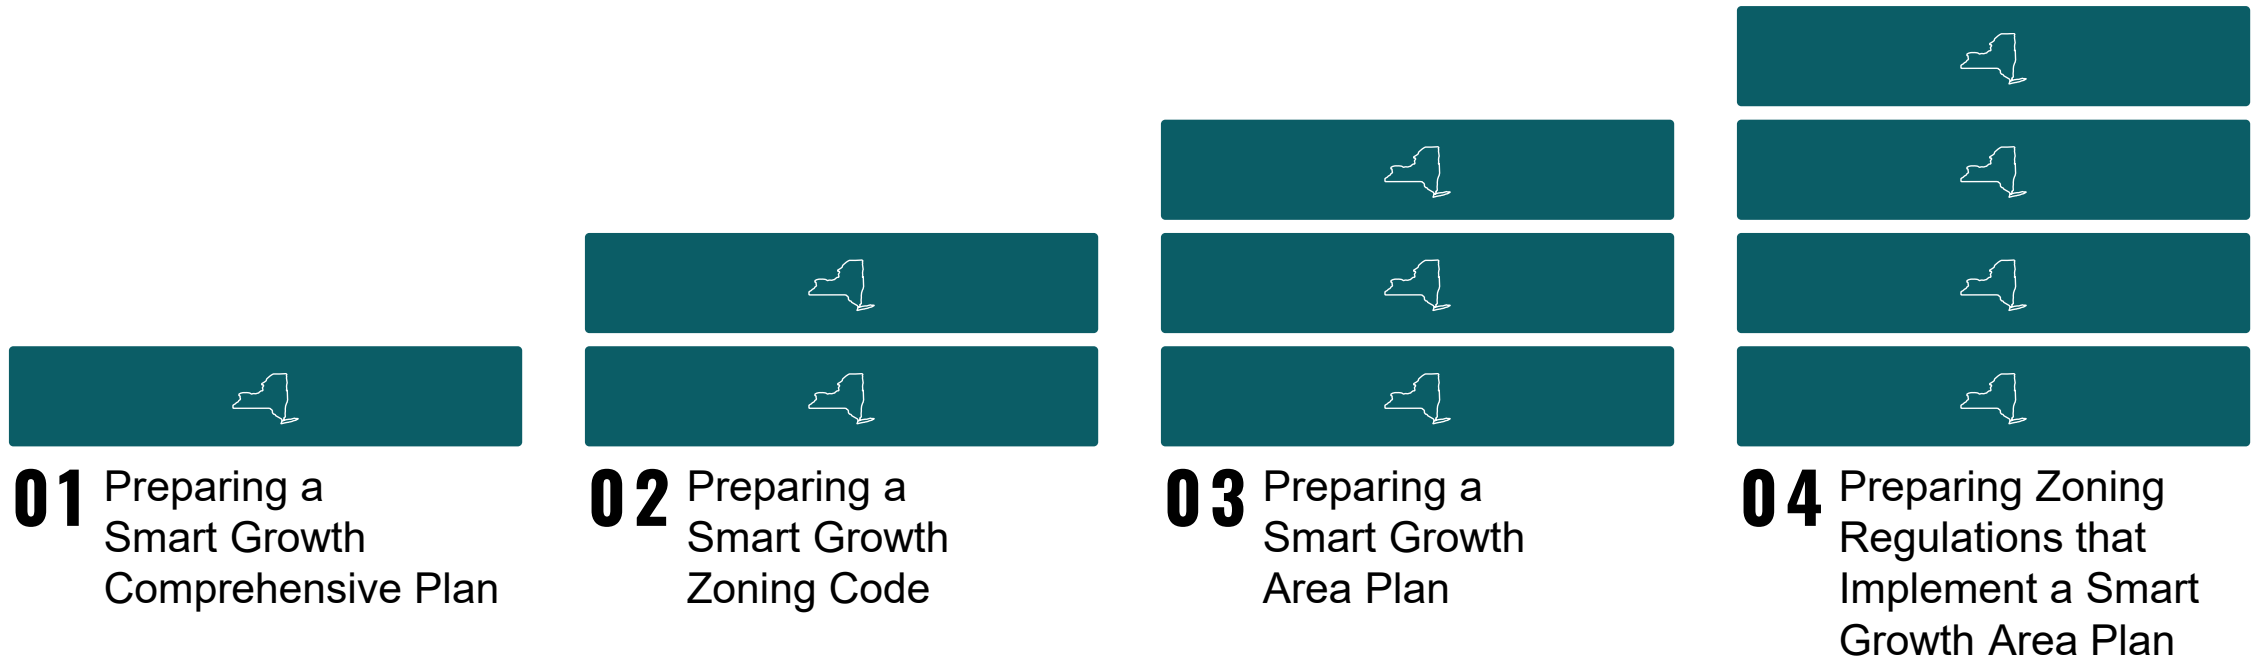 01 Preparing a
Smart Growth
Comprehensive Plan
02 Preparing a
Smart Growth
Zoning Code
03 Preparing a
Smart Growth
Area Plan
04 Preparing Zoning
Regulations that
Implement a Smart
Growth Area Plan